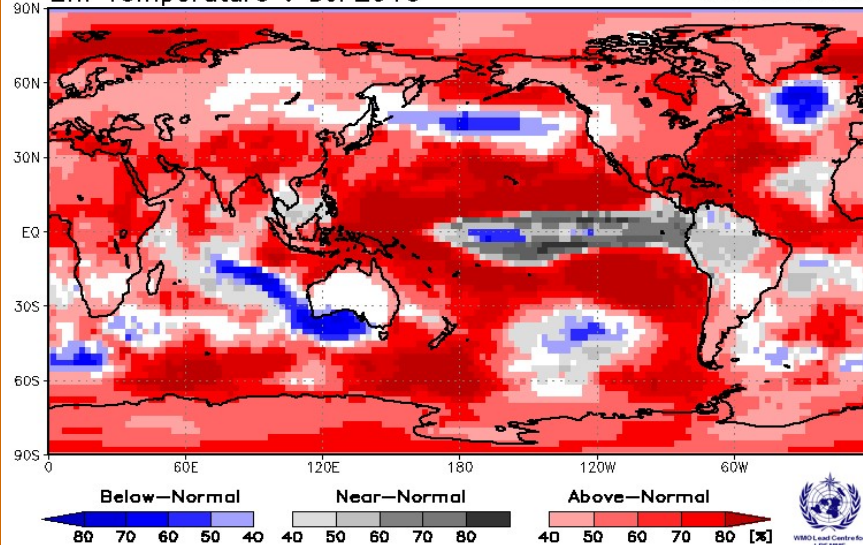 90N
60N
30N
EQ
30S
60S
90S
0 60E 120E 180 120W 60W
Below-Normal Near-Normal Above-Normal
80 70 60 50 40 40 50 60 70 80 40 50 60 70 80 [%]
WMO Lead Centre for